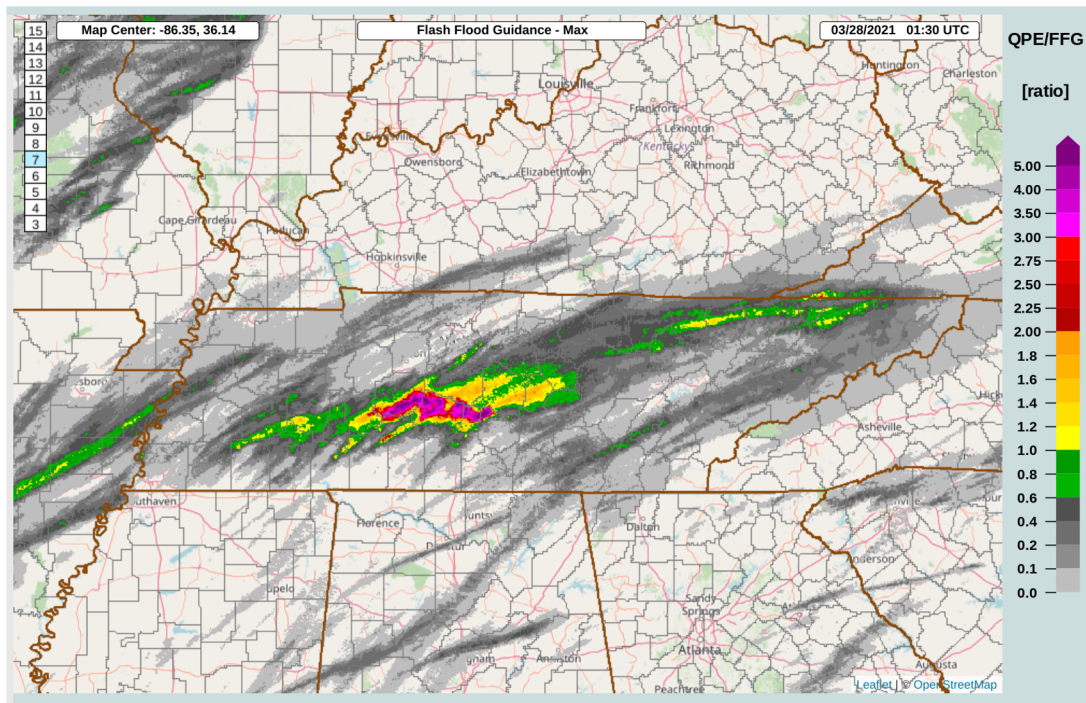 Map Center: -86.35, 36.14
Flash Flood Guidance - Max
03/28/2021 01:30 UTC
QPE/FFG
[ratio]
15
14
13
12
11
10
9
8
7
6
5
4
3
5.00
4.00
3.50
3.00
2.75
2.50
2.25
2.00
1.8
1.6
1.4
1.2
1.0
0.8
0.6
0.4
0.2
0.1
0.0
Huntington
Charleston
Louisville
Frankfort
Lexington
Kentucky
Richmond
Evansville
Owensboro
Elizabethtown
Cape Girardeau
Paducah
Hopkinsville
Asheville
Florence
Dalton
Anderson
Sandy
Springs
Atlanta
Anniston
Augusta
Peachtree
Leaflet | © OpenStreetMap